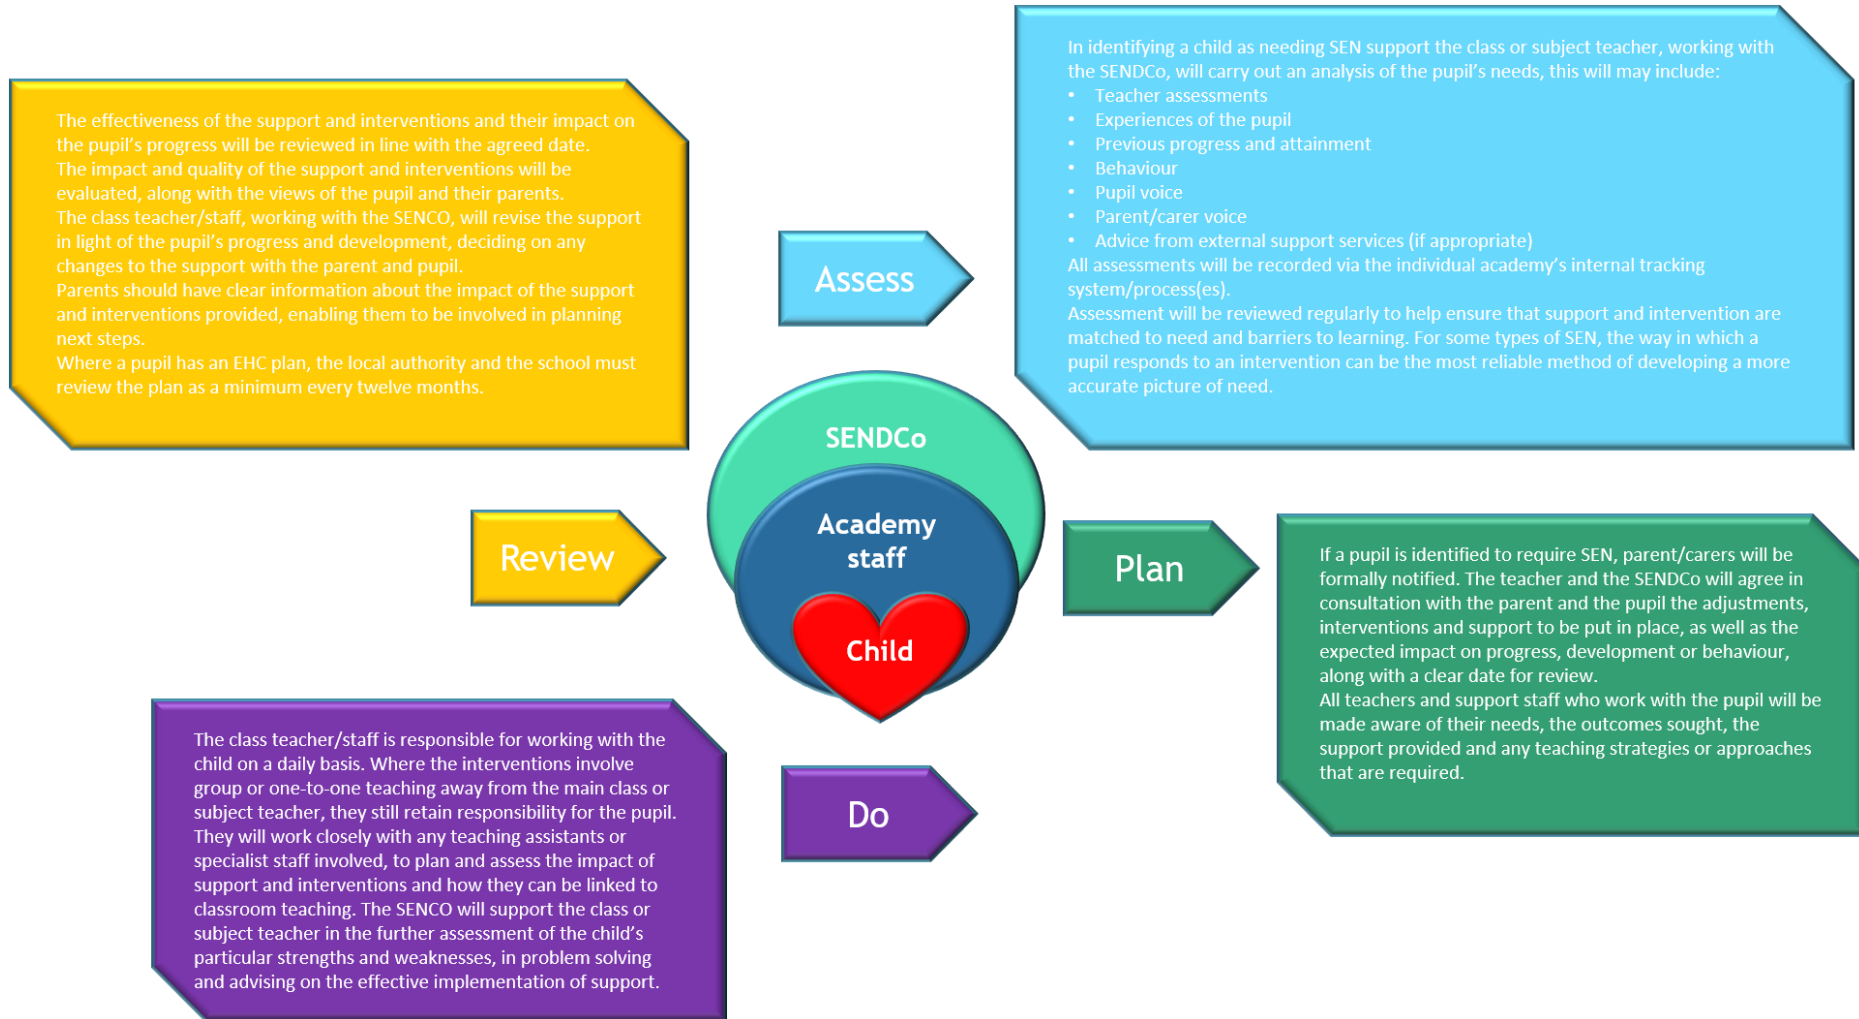 The effectiveness of the support and interventions and their impact on
the pupil's progress will be reviewed in line with the agreed date.
The impact and quality of the support and interventions will be
evaluated, along with the views of the pupil and their parents.
The class teacher/staff, working with the SENCO, will revise the support
in light of the pupil's progress and development, deciding on any
changes to the support with the parent and pupil.
Parents should have clear information about the impact of the support
and interventions provided, enabling them to be involved in planning
next steps.
Where a pupil has an EHC plan, the local authority and the school must
review the plan as a minimum every twelve months.
Assess
In identifying a child as needing SEN support the class or subject teacher, working with
the SENDCo, will carry out an analysis of the pupil's needs, this will may include:
• Teacher assessments
• Experiences of the pupil
• Previous progress and attainment
• Behaviour
• Pupil voice
• Parent/carer voice
• Advice from external support services (if appropriate)
All assessments will be recorded via the individual academy's internal tracking
system/process(es).
Assessment will be reviewed regularly to help ensure that support and intervention are
matched to need and barriers to learning. For some types of SEN, the way in which a
pupil responds to an intervention can be the most reliable method of developing a more
accurate picture of need.
Review
SENDCo
Academy
staff
Child
Plan
If a pupil is identified to require SEN, parent/carers will be
formally notified. The teacher and the SENDCo will agree in
consultation with the parent and the pupil the adjustments,
interventions and support to be put in place, as well as the
expected impact on progress, development or behaviour,
along with a clear date for review.
All teachers and support staff who work with the pupil will be
made aware of their needs, the outcomes sought, the
support provided and any teaching strategies or approaches
that are required.
The class teacher/staff is responsible for working with the
child on a daily basis. Where the interventions involve
group or one-to-one teaching away from the main class or
subject teacher, they still retain responsibility for the pupil.
They will work closely with any teaching assistants or
specialist staff involved, to plan and assess the impact of
support and interventions and how they can be linked to
classroom teaching. The SENCO will support the class or
subject teacher in the further assessment of the child's
particular strengths and weaknesses, in problem solving
and advising on the effective implementation of support.
Do